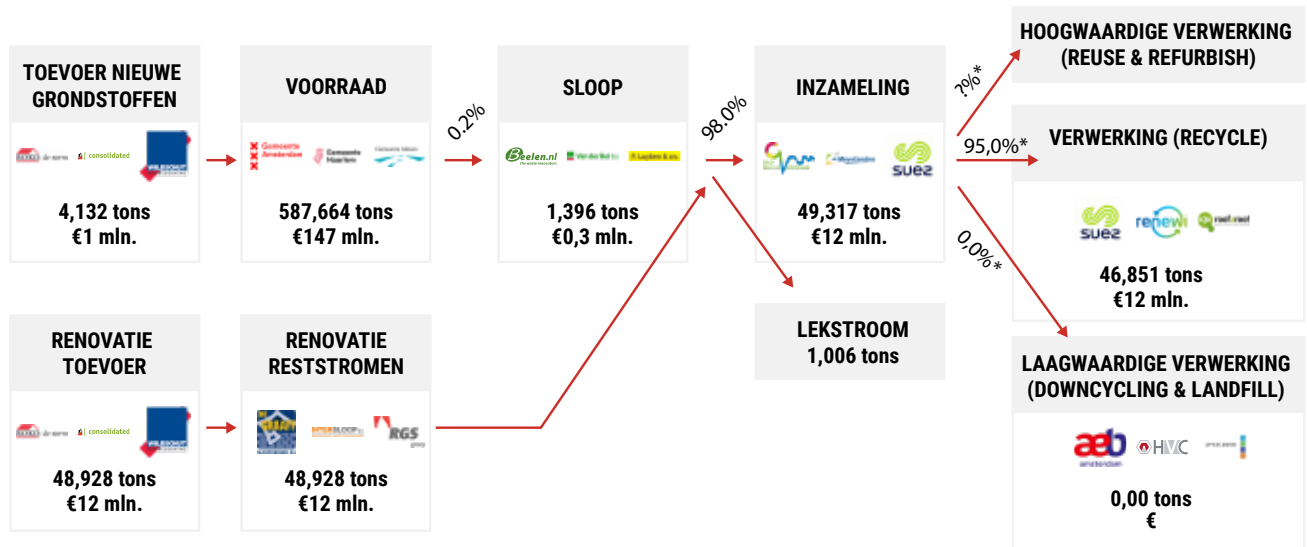 TOEVOER NIEUWE
GRONDSTOFFEN
consolidated
4,132 tons
€1 mln.
VOORRAAD
Gemeente
Amsterdam
Gemeente
Haarlem
587,664 tons
€147 mln.
0.2%
SLOOP
Beelen.nl
1,396 tons
€0,3 mln.
98.0%
INZAMELING
suez
49,317 tons
€12 mln.
?%*
95,0%*
0,0%*
HOOGWAARDIGE VERWERKING
(REUSE & REFURBISH)
VERWERKING (RECYCLE)
suez
renewi
46,851 tons
€12 mln.
LEKSTROOM
1,006 tons
RENOVATIE
TOEVOER
consolidated
48,928 tons
€12 mln.
RENOVATIE
RESTSTROMEN
RGS
48,928 tons
€12 mln.
LAAGWAARDIGE VERWERKING
(DOWNCYCLING & LANDFILL)
aeb
amsterdam
HVC
0,00 tons
€